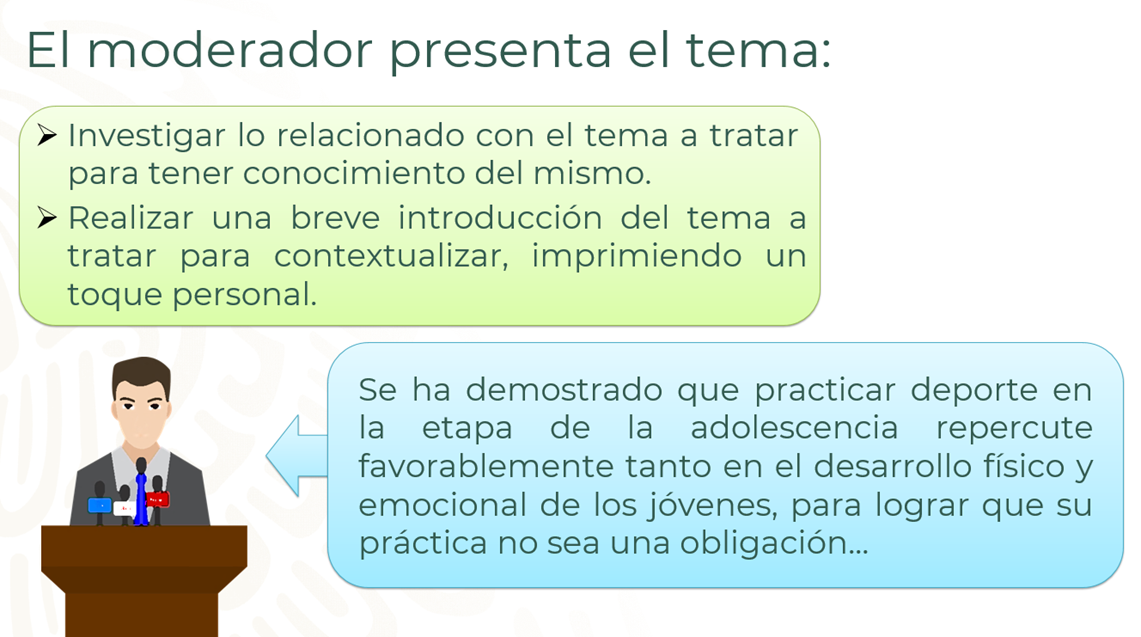 El moderador presenta el tema:
➢ Investigar lo relacionado con el tema a tratar
para tener conocimiento del mismo.
➢ Realizar una breve introducción del tema a
tratar para contextualizar, imprimiendo un
toque personal.
Se ha demostrado que practicar deporte en
la etapa de la adolescencia repercute
favorablemente tanto en el desarrollo físico y
emocional de los jóvenes, para lograr que su
práctica no sea una obligación...